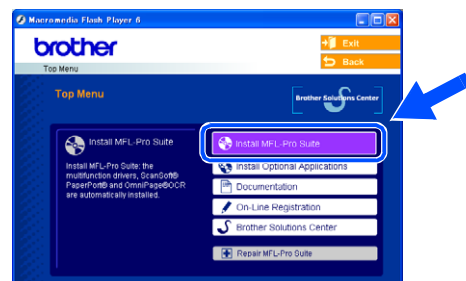 Macromedia Flash Player 6
brother
Exit
Back
Top Menu
Top Menu
Brother Solutions Center
Install MFL-Pro Suite
Install MFL-Pro Suite: the
multifunction drivers, ScanSoft®
PaperPort® and OmniPage®OCR
are automatically installed.
Install MFL-Pro Suite
Install Optional Applications
Documentation
On-Line Registration
Brother Solutions Center
Repair MFL-Pro Suite